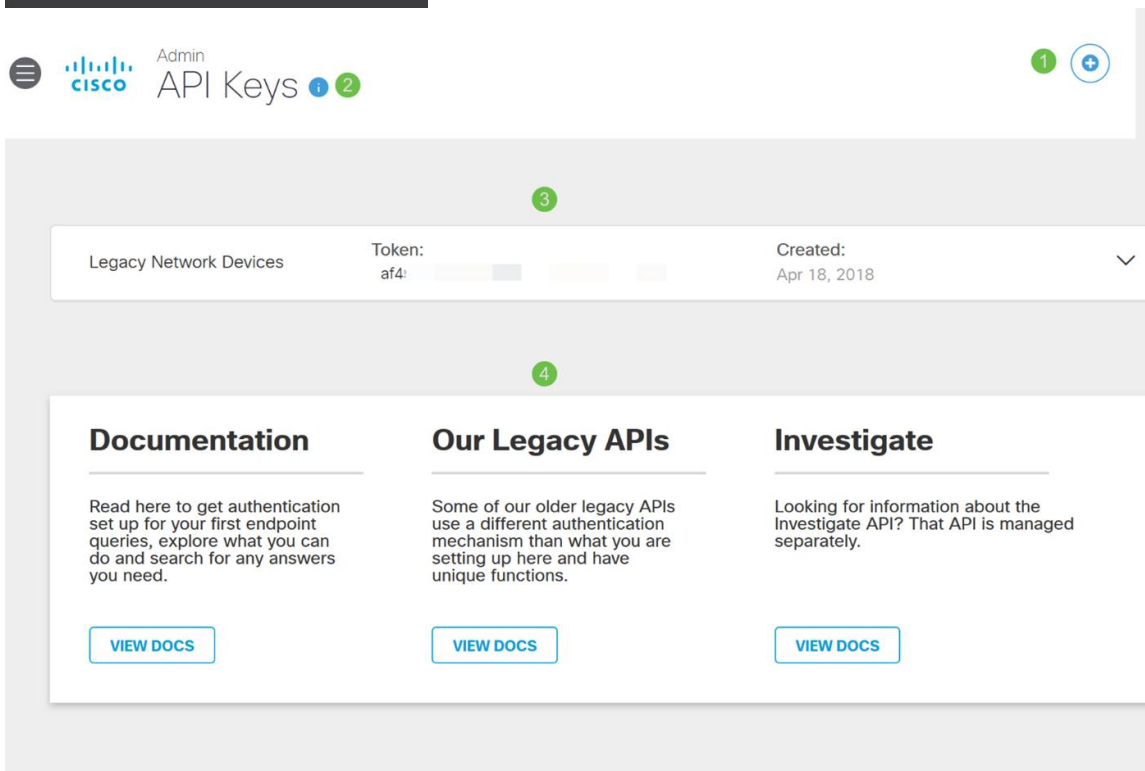 Admin
cisco
API Keys i 2
1
3
Legacy Network Devices
Token:
af4
Created:
Apr 18, 2018
4
Documentation
Read here to get authentication
set up for your first endpoint
queries, explore what you can
do and search for any answers
you need.
VIEW DOCS
Our Legacy APIs
Some of our older legacy APIs
use a different authentication
mechanism than what you are
setting up here and have
unique functions.
VIEW DOCS
Investigate
Looking for information about the
Investigate API? That API is managed
separately.
VIEW DOCS